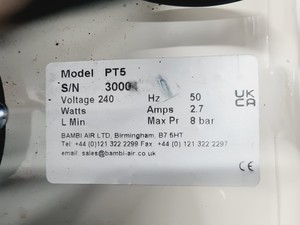 Model PT5
S/N 3000
Voltage 240 Hz 50
Watts Amps 2.7
L Min Max Pr 8 bar
BAMBI AIR LTD, Birmingham, B7 5HT
Tel: +44 (0)121 322 2299 Fax +44 (0)121 322 2297
email: sales@bambi-air.co.uk
UK
CA